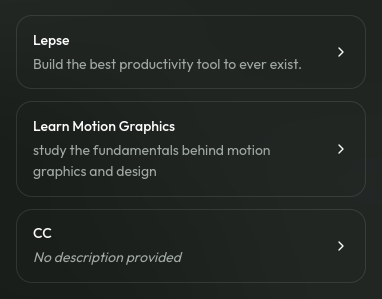 Lepse
Build the best productivity tool to ever exist.
Learn Motion Graphics
study the fundamentals behind motion
graphics and design
CC
No description provided